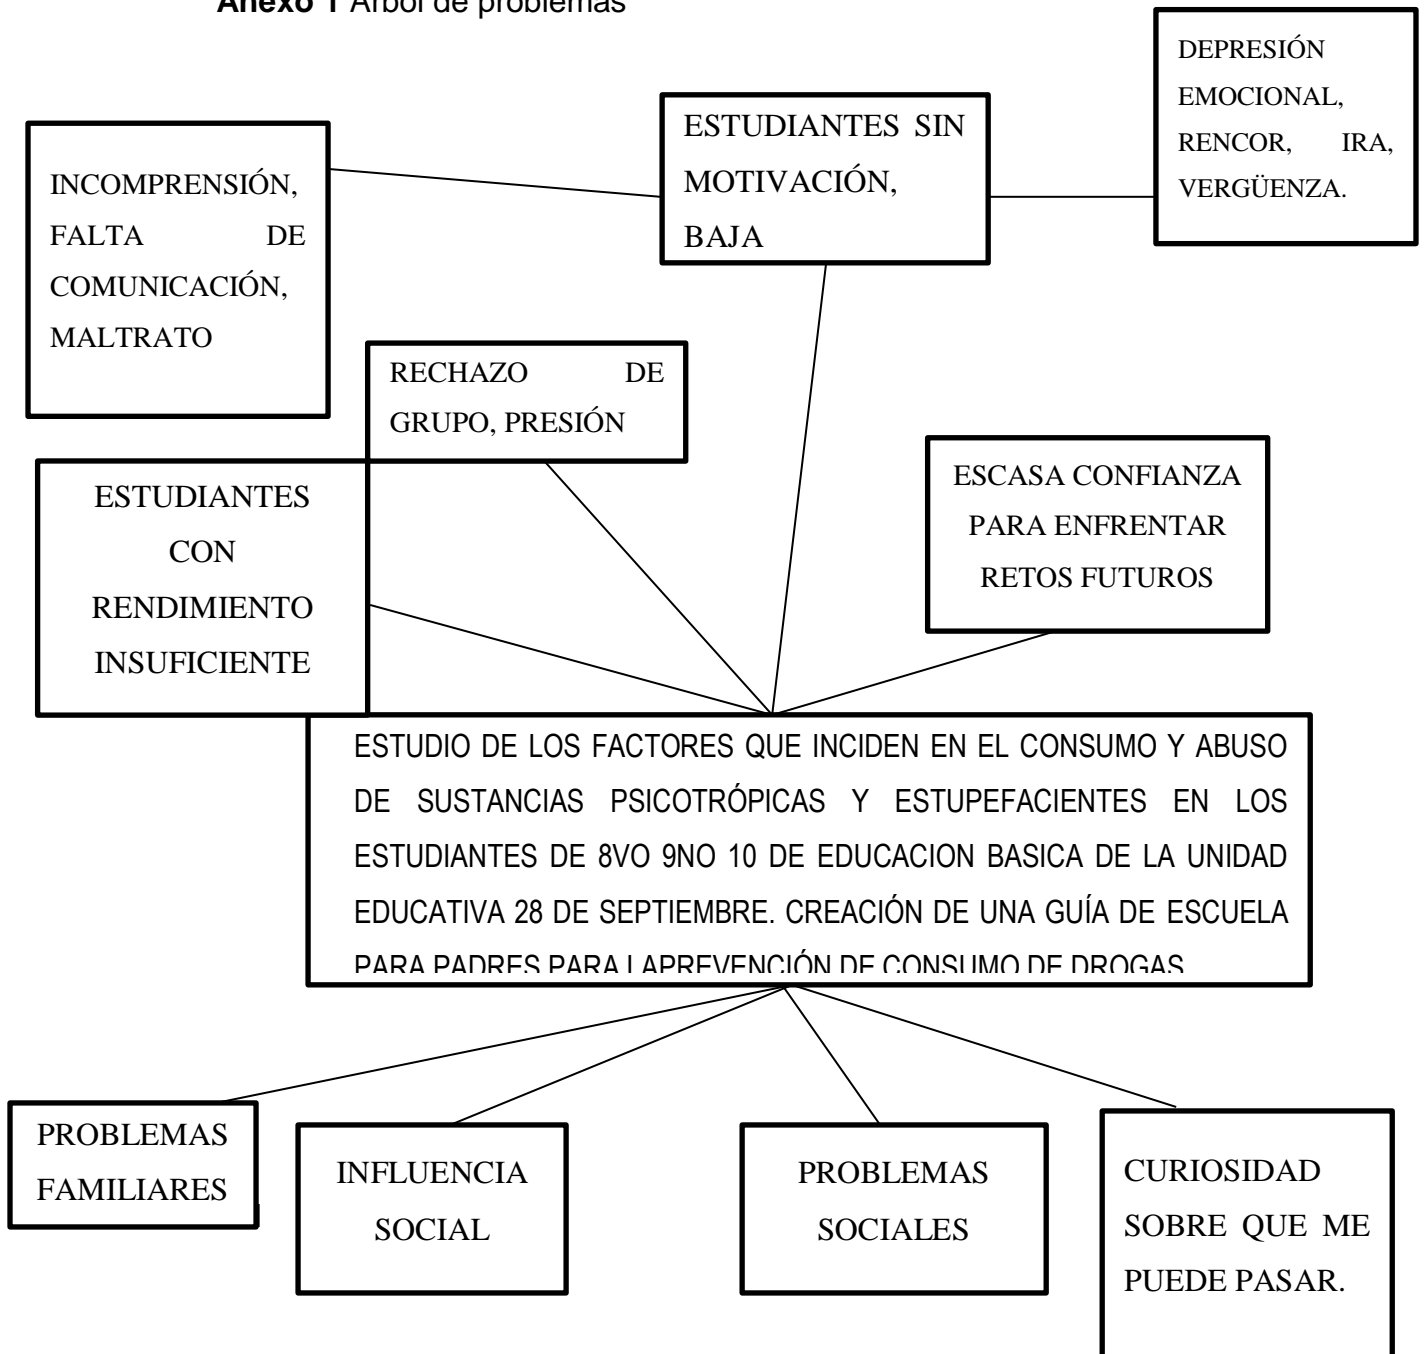 Anexo 1 Árbol de problemas
DEPRESIÓN
EMOCIONAL,
RENCOR, IRA,
VERGÜENZA.
ESTUDIANTES SIN
MOTIVACIÓN,
BAJA
INCOMPRENSIÓN,
FALTA DE
COMUNICACIÓN,
MALTRATO
RECHAZO DE
GRUPO, PRESIÓN
ESCASA CONFIANZA
PARA ENFRENTAR
RETOS FUTUROS
ESTUDIANTES
CON
RENDIMIENTO
INSUFICIENTE
ESTUDIO DE LOS FACTORES QUE INCIDEN EN EL CONSUMO Y ABUSO
DE SUSTANCIAS PSICOTRÓPICAS Y ESTUPEFACIENTES EN LOS
ESTUDIANTES DE 8VO 9NO 10 DE EDUCACION BASICA DE LA UNIDAD
EDUCATIVA 28 DE SEPTIEMBRE. CREACIÓN DE UNA GUÍA DE ESCUELA
PARA PADRES PARA LAPREVENCIÓN DE CONSUMO DE DROGAS
PROBLEMAS
FAMILIARES
INFLUENCIA
SOCIAL
PROBLEMAS
SOCIALES
CURIOSIDAD
SOBRE QUE ME
PUEDE PASAR.